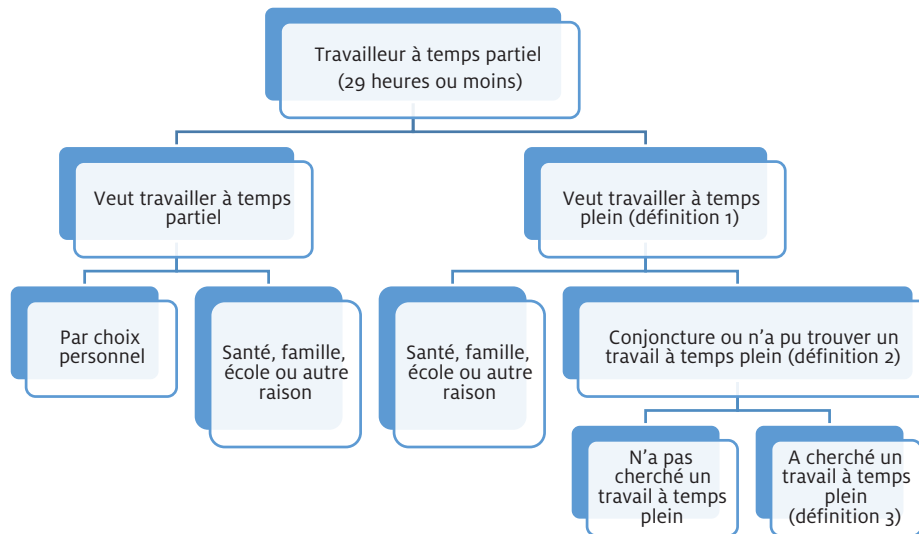 Travailleur à temps partiel
(29 heures ou moins)
Veut travailler à temps
partiel
Veut travailler à temps
plein (définition 1)
Par choix
personnel
Santé, famille,
école ou autre
raison
Santé, famille,
école ou autre
raison
Conjoncture ou n’a pu trouver un
travail à temps plein (définition 2)
N’a pas
cherché un
travail à temps
plein
A cherché un
travail à temps
plein
(définition 3)